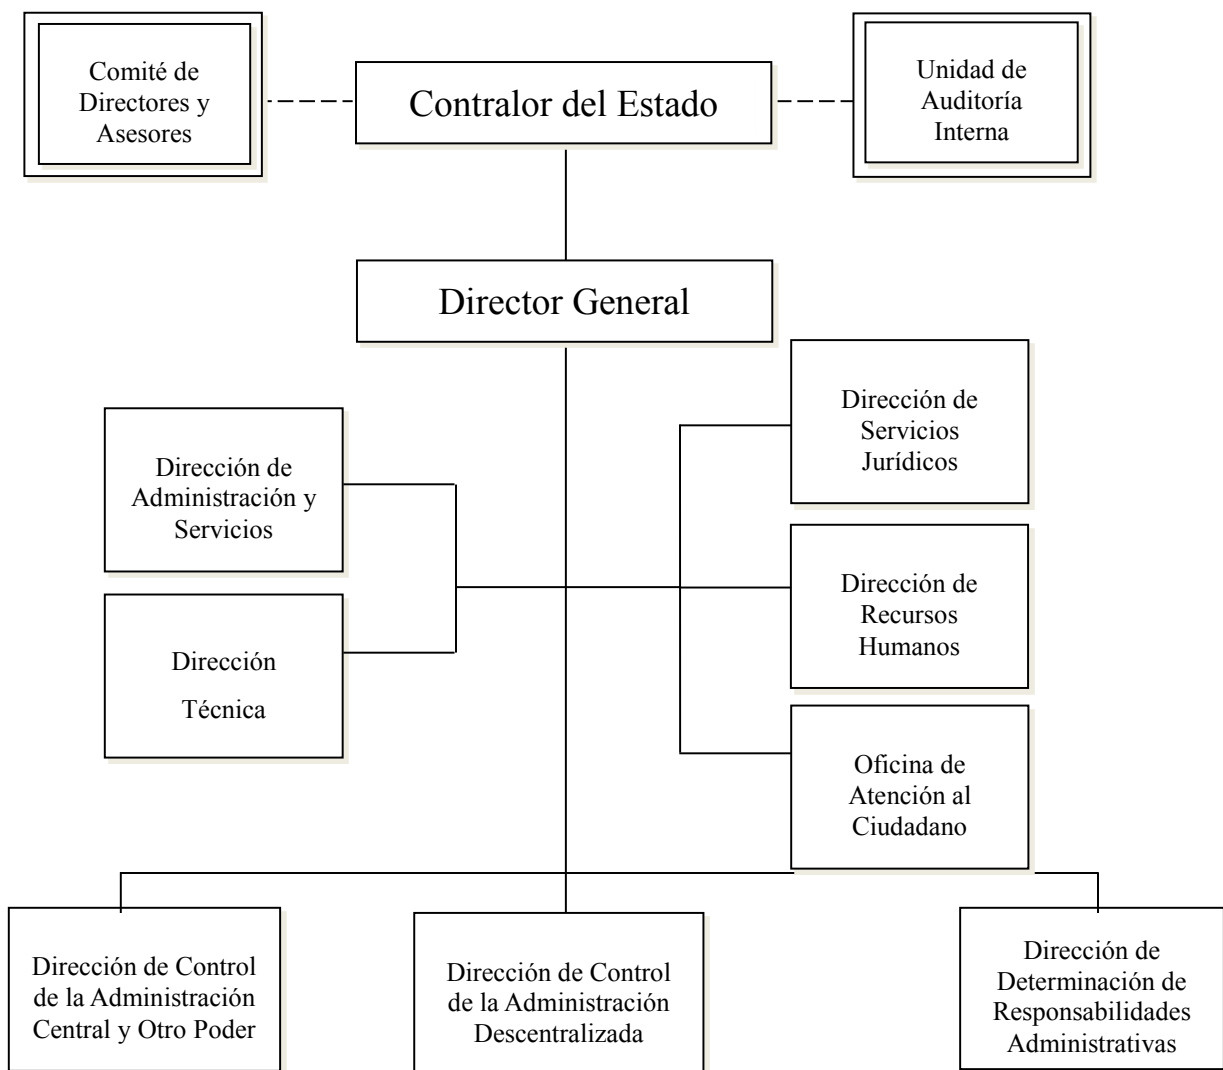 Comité de
Directores y
Asesores
Contralor del Estado
Unidad de
Auditoría
Interna
Director General
Dirección de
Administración y
Servicios
Dirección
Técnica
Dirección de
Servicios
Jurídicos
Dirección de
Recursos
Humanos
Oficina de
Atención al
Ciudadano
Dirección de Control
de la Administración
Central y Otro Poder
Dirección de Control
de la Administración
Descentralizada
Dirección de
Determinación de
Responsabilidades
Administrativas